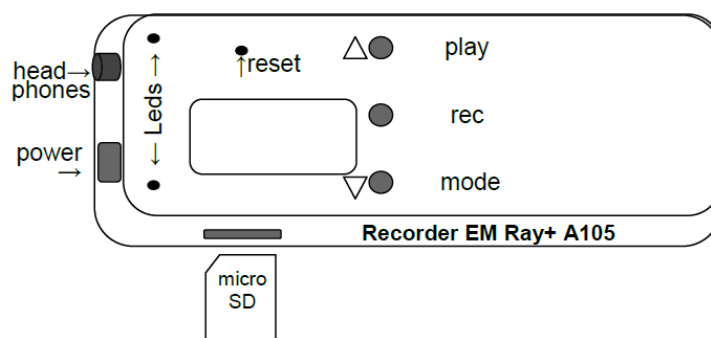 play
head→
phones
Leds
↑reset
rec
power
→
mode
Recorder EM Ray+ A105
micro
SD